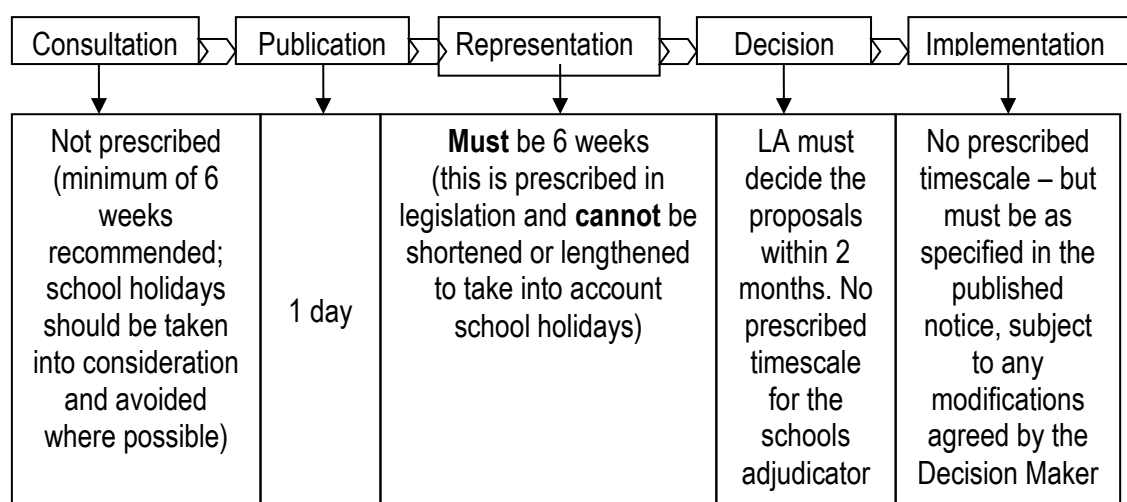 Consultation
Publication
Representation
Decision
Implementation
Not prescribed
(minimum of 6
weeks
recommended;
school holidays
should be taken
into consideration
and avoided
where possible)
1 day
Must be 6 weeks
(this is prescribed in
legislation and cannot be
shortened or lengthened
to take into account
school holidays)
LA must
decide the
proposals
within 2
months. No
prescribed
timescale
for the
schools
adjudicator
No prescribed
timescale – but
must be as
specified in the
published
notice, subject
to any
modifications
agreed by the
Decision Maker